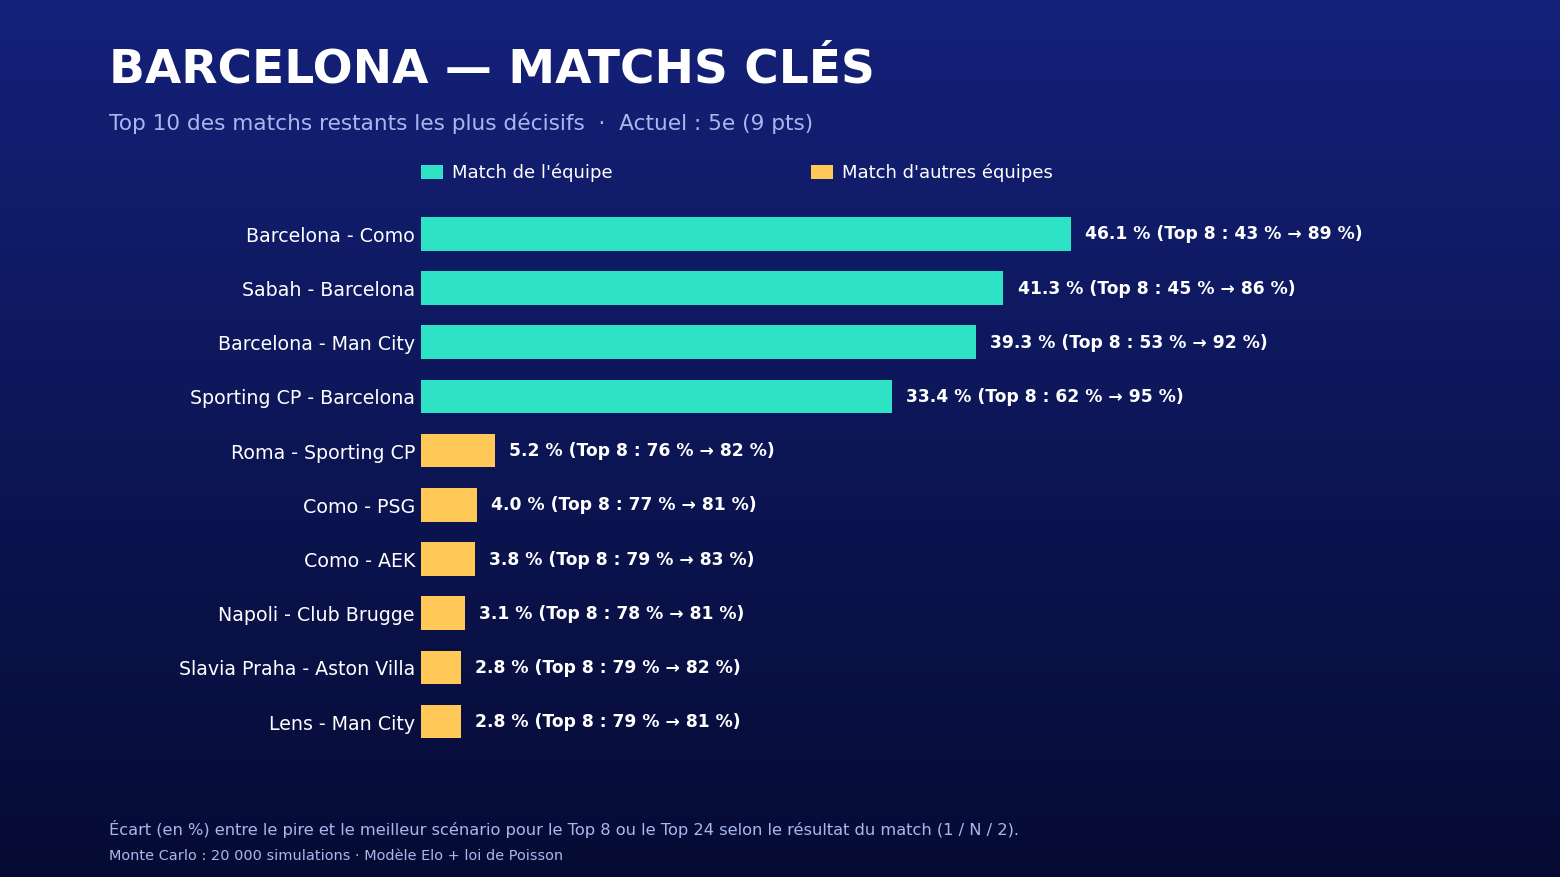 BARCELONA — MATCHS CLÉS
Top 10 des matchs restants les plus décisifs · Actuel : 5e (9 pts)
Match de l'équipe
Match d'autres équipes
Barcelona - Como 46.1 % (Top 8 : 43 % → 89 %)
Sabah - Barcelona 41.3 % (Top 8 : 45 % → 86 %)
Barcelona - Man City 39.3 % (Top 8 : 53 % → 92 %)
Sporting CP - Barcelona 33.4 % (Top 8 : 62 % → 95 %)
Roma - Sporting CP 5.2 % (Top 8 : 76 % → 82 %)
Como - PSG 4.0 % (Top 8 : 77 % → 81 %)
Como - AEK 3.8 % (Top 8 : 79 % → 83 %)
Napoli - Club Brugge 3.1 % (Top 8 : 78 % → 81 %)
Slavia Praha - Aston Villa 2.8 % (Top 8 : 79 % → 82 %)
Lens - Man City 2.8 % (Top 8 : 79 % → 81 %)
Écart (en %) entre le pire et le meilleur scénario pour le Top 8 ou le Top 24 selon le résultat du match (1 / N / 2).
Monte Carlo : 20 000 simulations · Modèle Elo + loi de Poisson